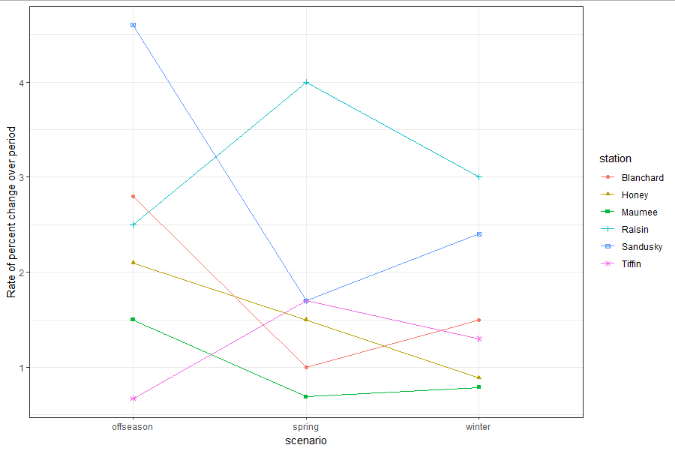 Rate of percent change over period
4
3
2
1
offseason
spring
winter
scenario
station
Blanchard
Honey
Maumee
Raisin
Sandusky
Tiffin